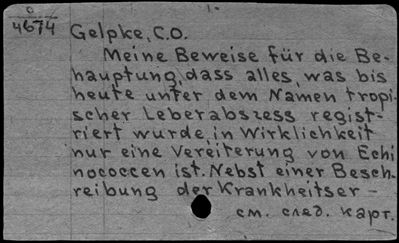 0
4674
Gelpke, C.O.
Meine Beweise für die Be-
hauptung, dass alles, was bis
heute unter dem Namen tropi-
scher Leberabszess regist-
riert wurde, in Wirklichkeit
nur eine Vereiterung von Echi
nococcen ist. Nebst einer Besch-
reibung der Krankheitser-
см. след. карт.